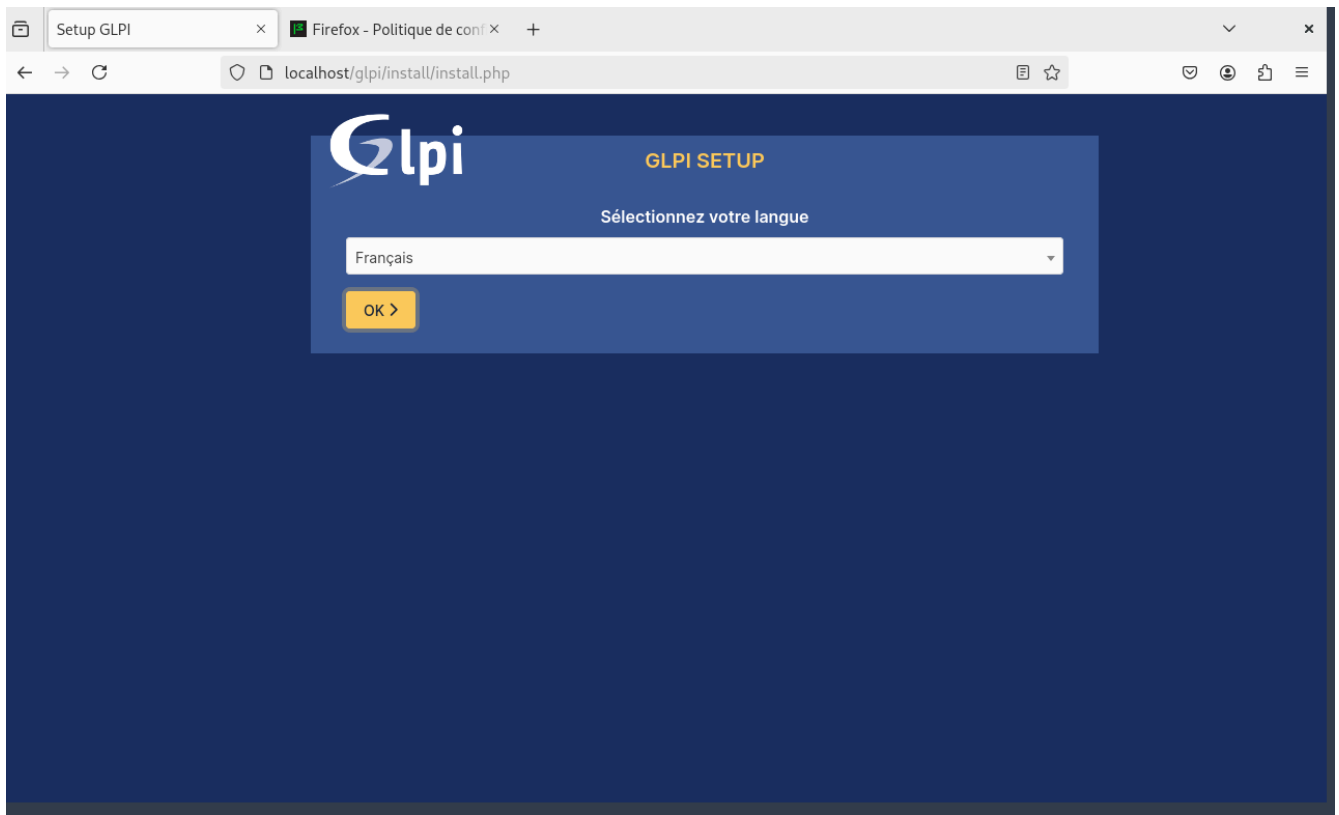 Setup GLPI
Firefox - Politique de conf
localhost/glpi/install/install.php
Glpi
GLPI SETUP
Sélectionnez votre langue
Français
OK